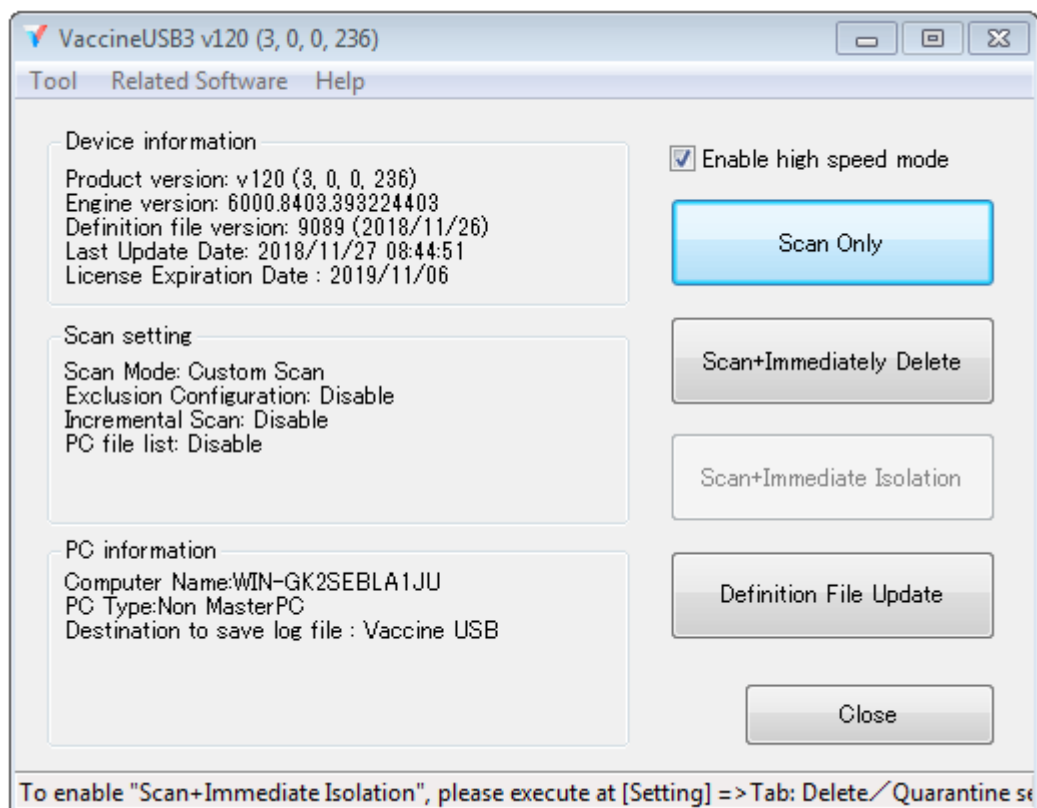 VaccineUSB3 v120 (3, 0, 0, 236)
Tool Related Software Help
Device information
Product version: v120 (3, 0, 0, 236)
Engine version: 6000.8403.393224403
Definition file version: 9089 (2018/11/26)
Last Update Date: 2018/11/27 08:44:51
License Expiration Date : 2019/11/06
Enable high speed mode
Scan Only
Scan setting
Scan Mode: Custom Scan
Exclusion Configuration: Disable
Incremental Scan: Disable
PC file list: Disable
Scan+Immediately Delete
Scan+Immediate Isolation
PC information
Computer Name:WIN-GK2SEBLA1JU
PC Type:Non MasterPC
Destination to save log file : Vaccine USB
Definition File Update
Close
To enable "Scan+Immediate Isolation", please execute at [Setting] =>Tab: Delete／Quarantine se